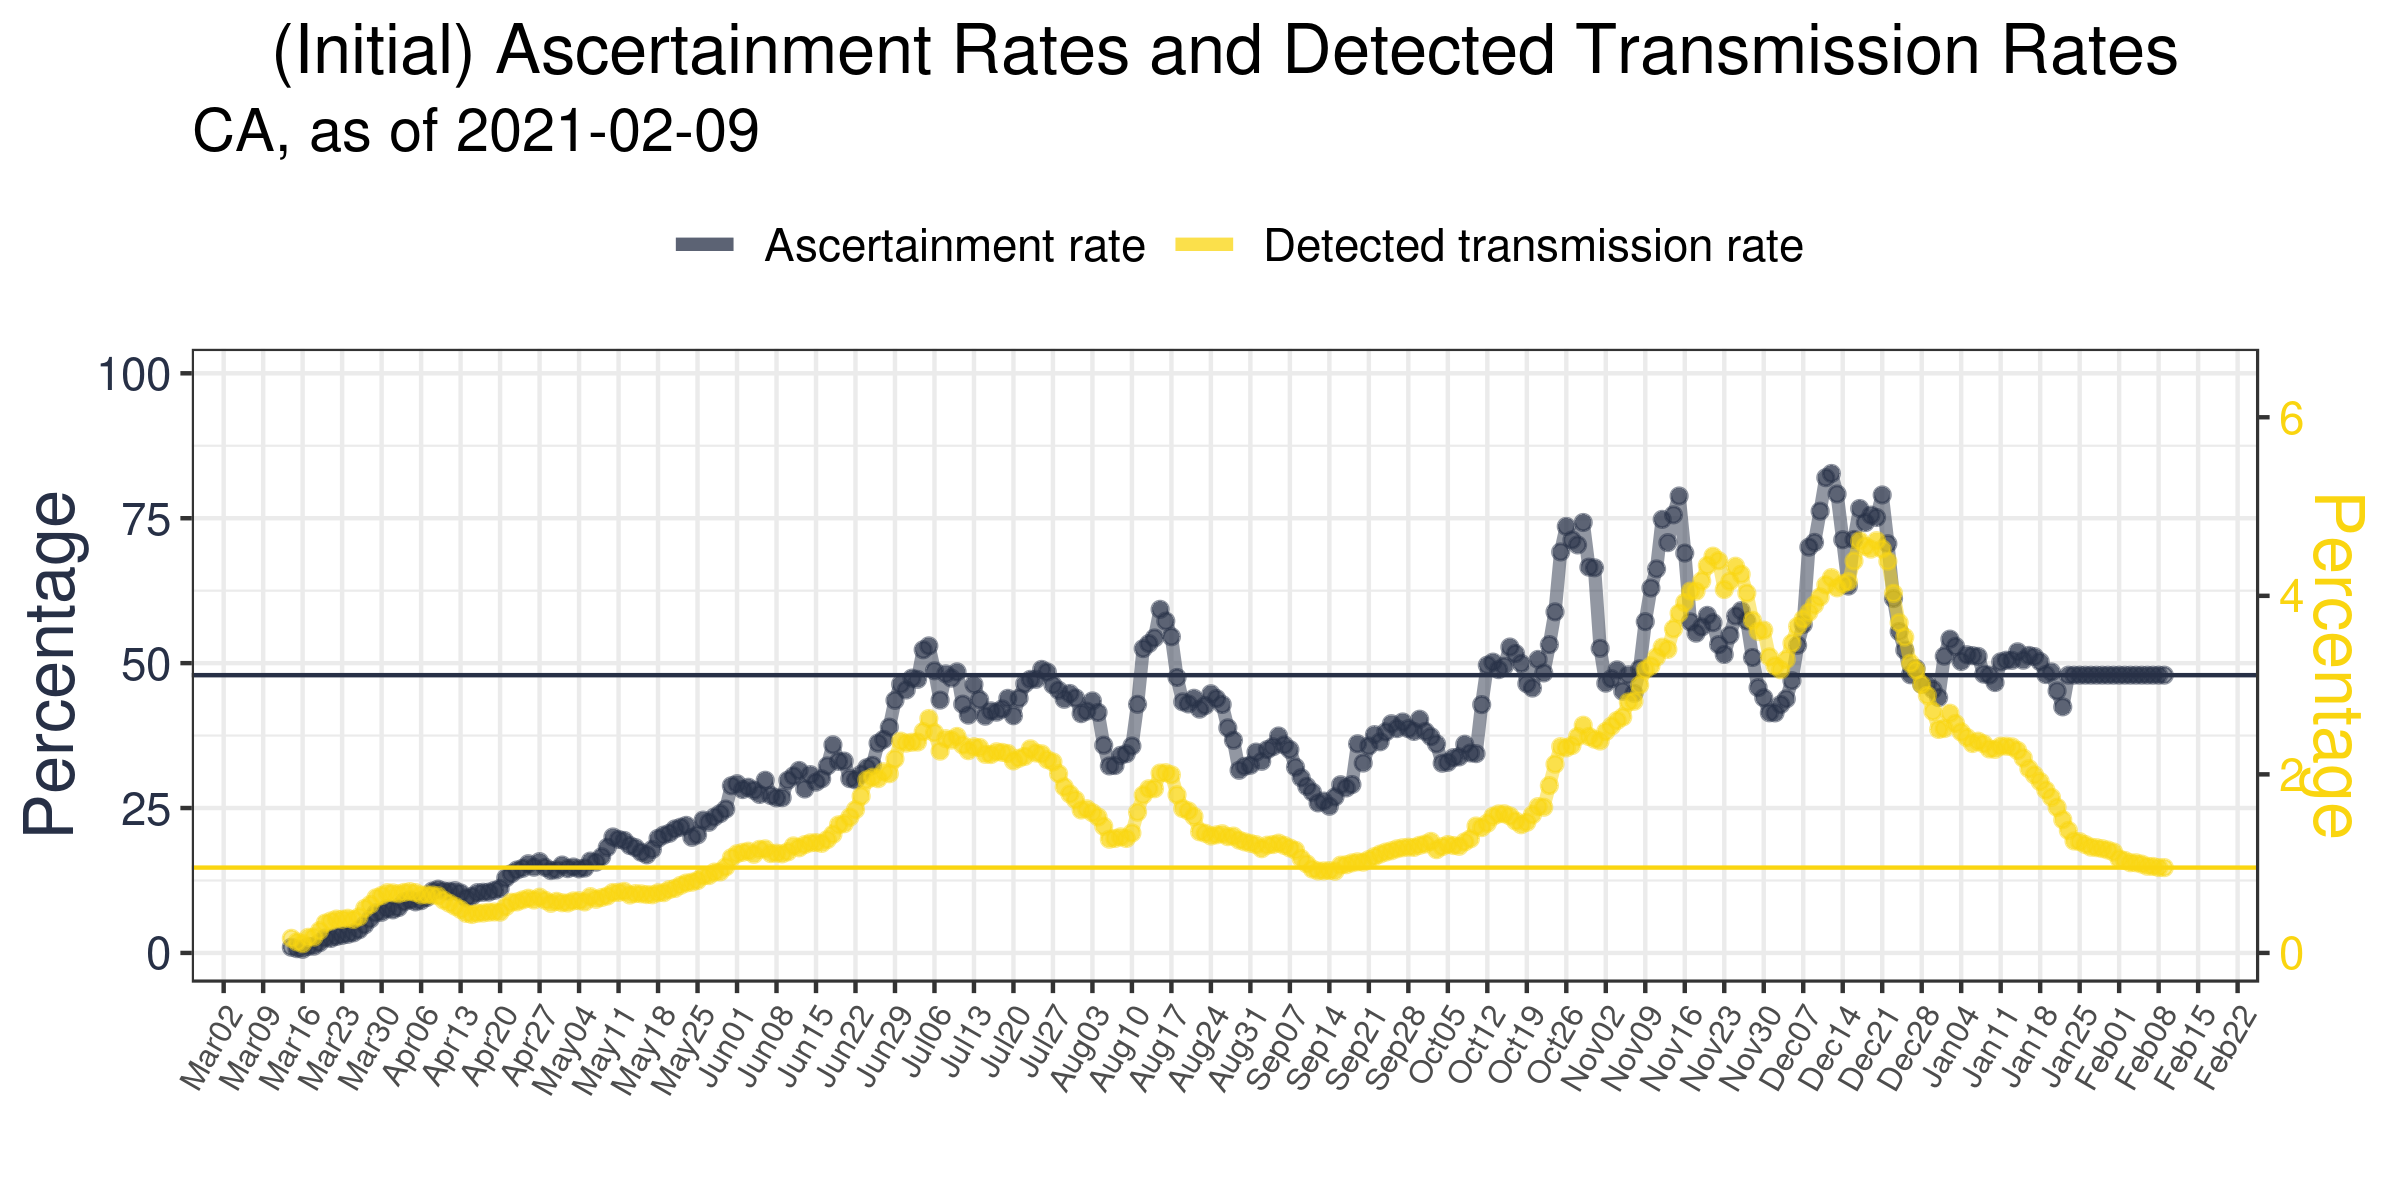 (Initial) Ascertainment Rates and Detected Transmission Rates
CA, as of 2021-02-09
Ascertainment rate
Detected transmission rate
Percentage
100
75
50
25
0
6
4
2
0
Percentage
Mar02
Mar09
Mar16
Mar23
Mar30
Apr06
Apr13
Apr20
Apr27
May04
May11
May18
May25
Jun01
Jun08
Jun15
Jun22
Jun29
Jul06
Jul13
Jul20
Jul27
Aug03
Aug10
Aug17
Aug24
Aug31
Sep07
Sep14
Sep21
Sep28
Oct05
Oct12
Oct19
Oct26
Nov02
Nov09
Nov16
Nov23
Nov30
Dec07
Dec14
Dec21
Dec28
Jan04
Jan11
Jan18
Jan25
Feb01
Feb08
Feb15
Feb22